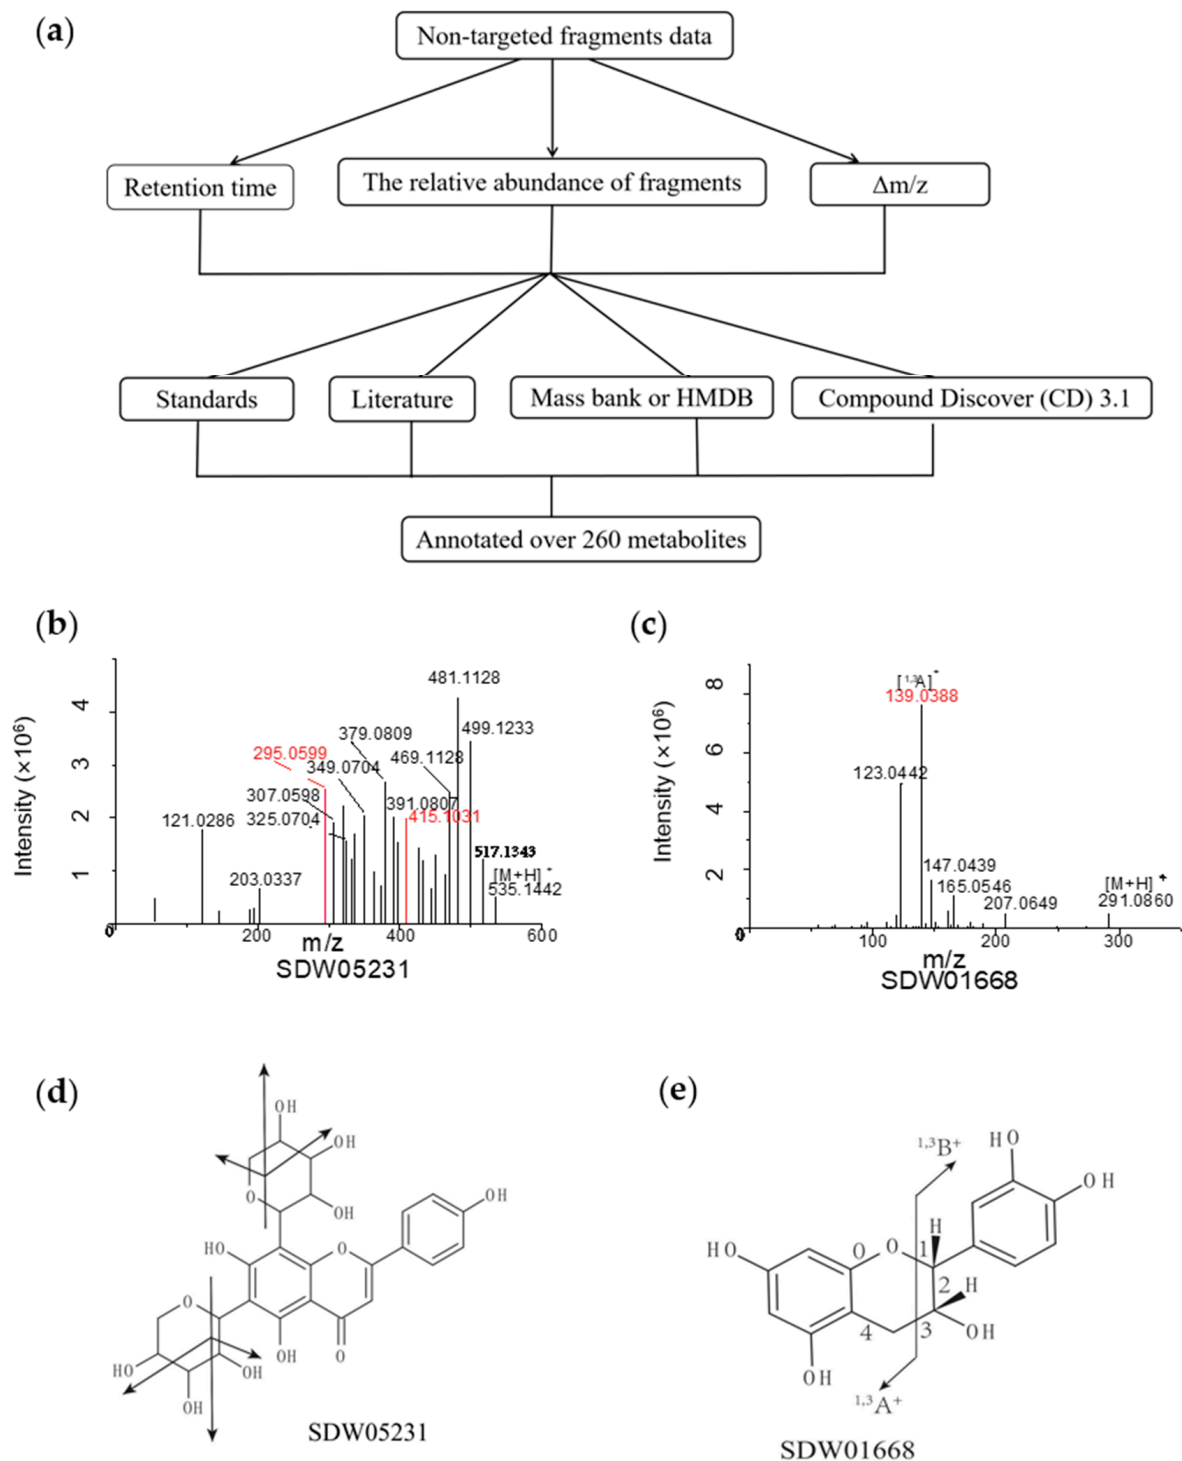 (a)
Non-targeted fragments data
Retention time
The relative abundance of fragments
Δm/z
Standards
Literature
Mass bank or HMDB
Compound Discover (CD) 3.1
Annotated over 260 metabolites
(b)
Intensity (×10⁶)
4
3
2
1
0
200
400
600
m/z
SDW05231
481.1128
499.1233
379.0809
469.1128
295.0599
349.0704
307.0598
391.0807
325.0704
415.1031
121.0286
517.1343
203.0337
[M+H]⁺
535.1442
(c)
Intensity (×10⁶)
8
6
4
2
0
100
200
300
m/z
SDW01668
[¹,³A]⁺
139.0388
123.0442
147.0439
165.0546
207.0649
[M+H]⁺
291.0860
(d)
OH
OH
O
OH
OH
HO
O
O
HO
OH
OH
OH
O
SDW05231
(e)
¹,³B⁺
HO
OH
H
HO
O
O
1
2
H
4
3
OH
OH
¹,³A⁺
SDW01668